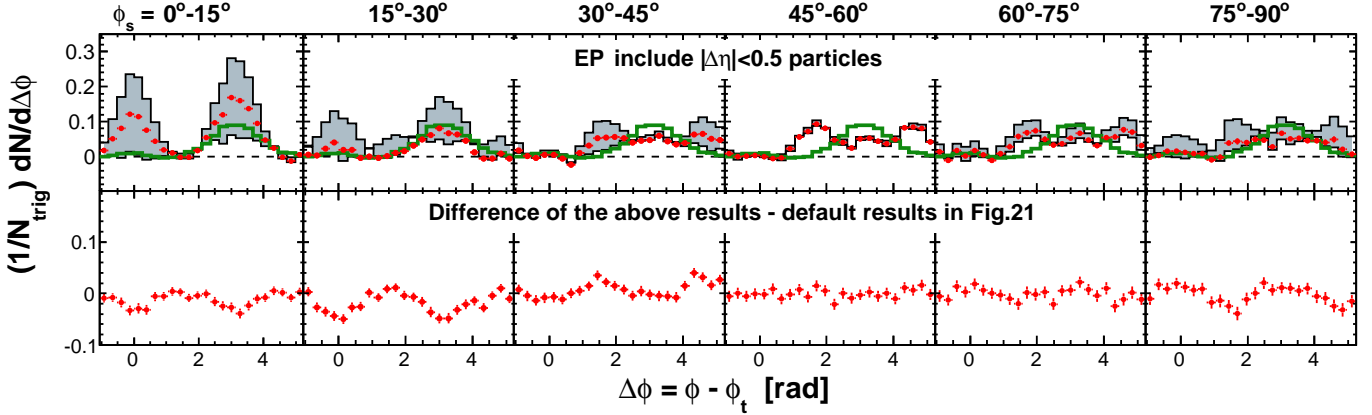 ϕs = 0°-15° 15°-30° 30°-45° 45°-60° 60°-75° 75°-90°
EP include |Δη|<0.5 particles
0.3
0.2
0.1
0
(1/Ntrig) dN/dΔϕ
Difference of the above results - default results in Fig.21
0.1
0
-0.1
0 2 4 0 2 4 0 2 4 0 2 4 0 2 4 0 2 4
Δϕ = ϕ - ϕt [rad]